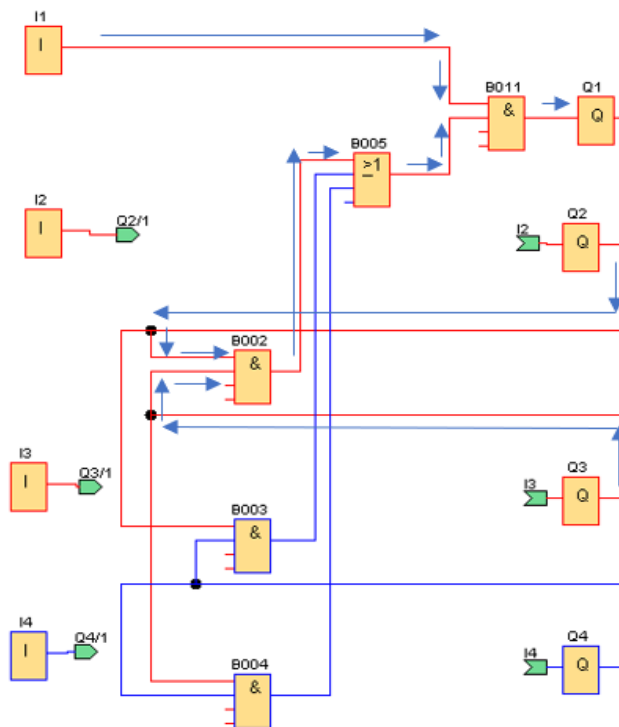 I1
I
B011
&
Q1
Q
B005
>1
I2
I
Q2/1
I2
Q2
Q
B002
&
I3
I
Q3/1
I3
Q3
Q
B003
&
I4
I
Q4/1
B004
&
I4
Q4
Q